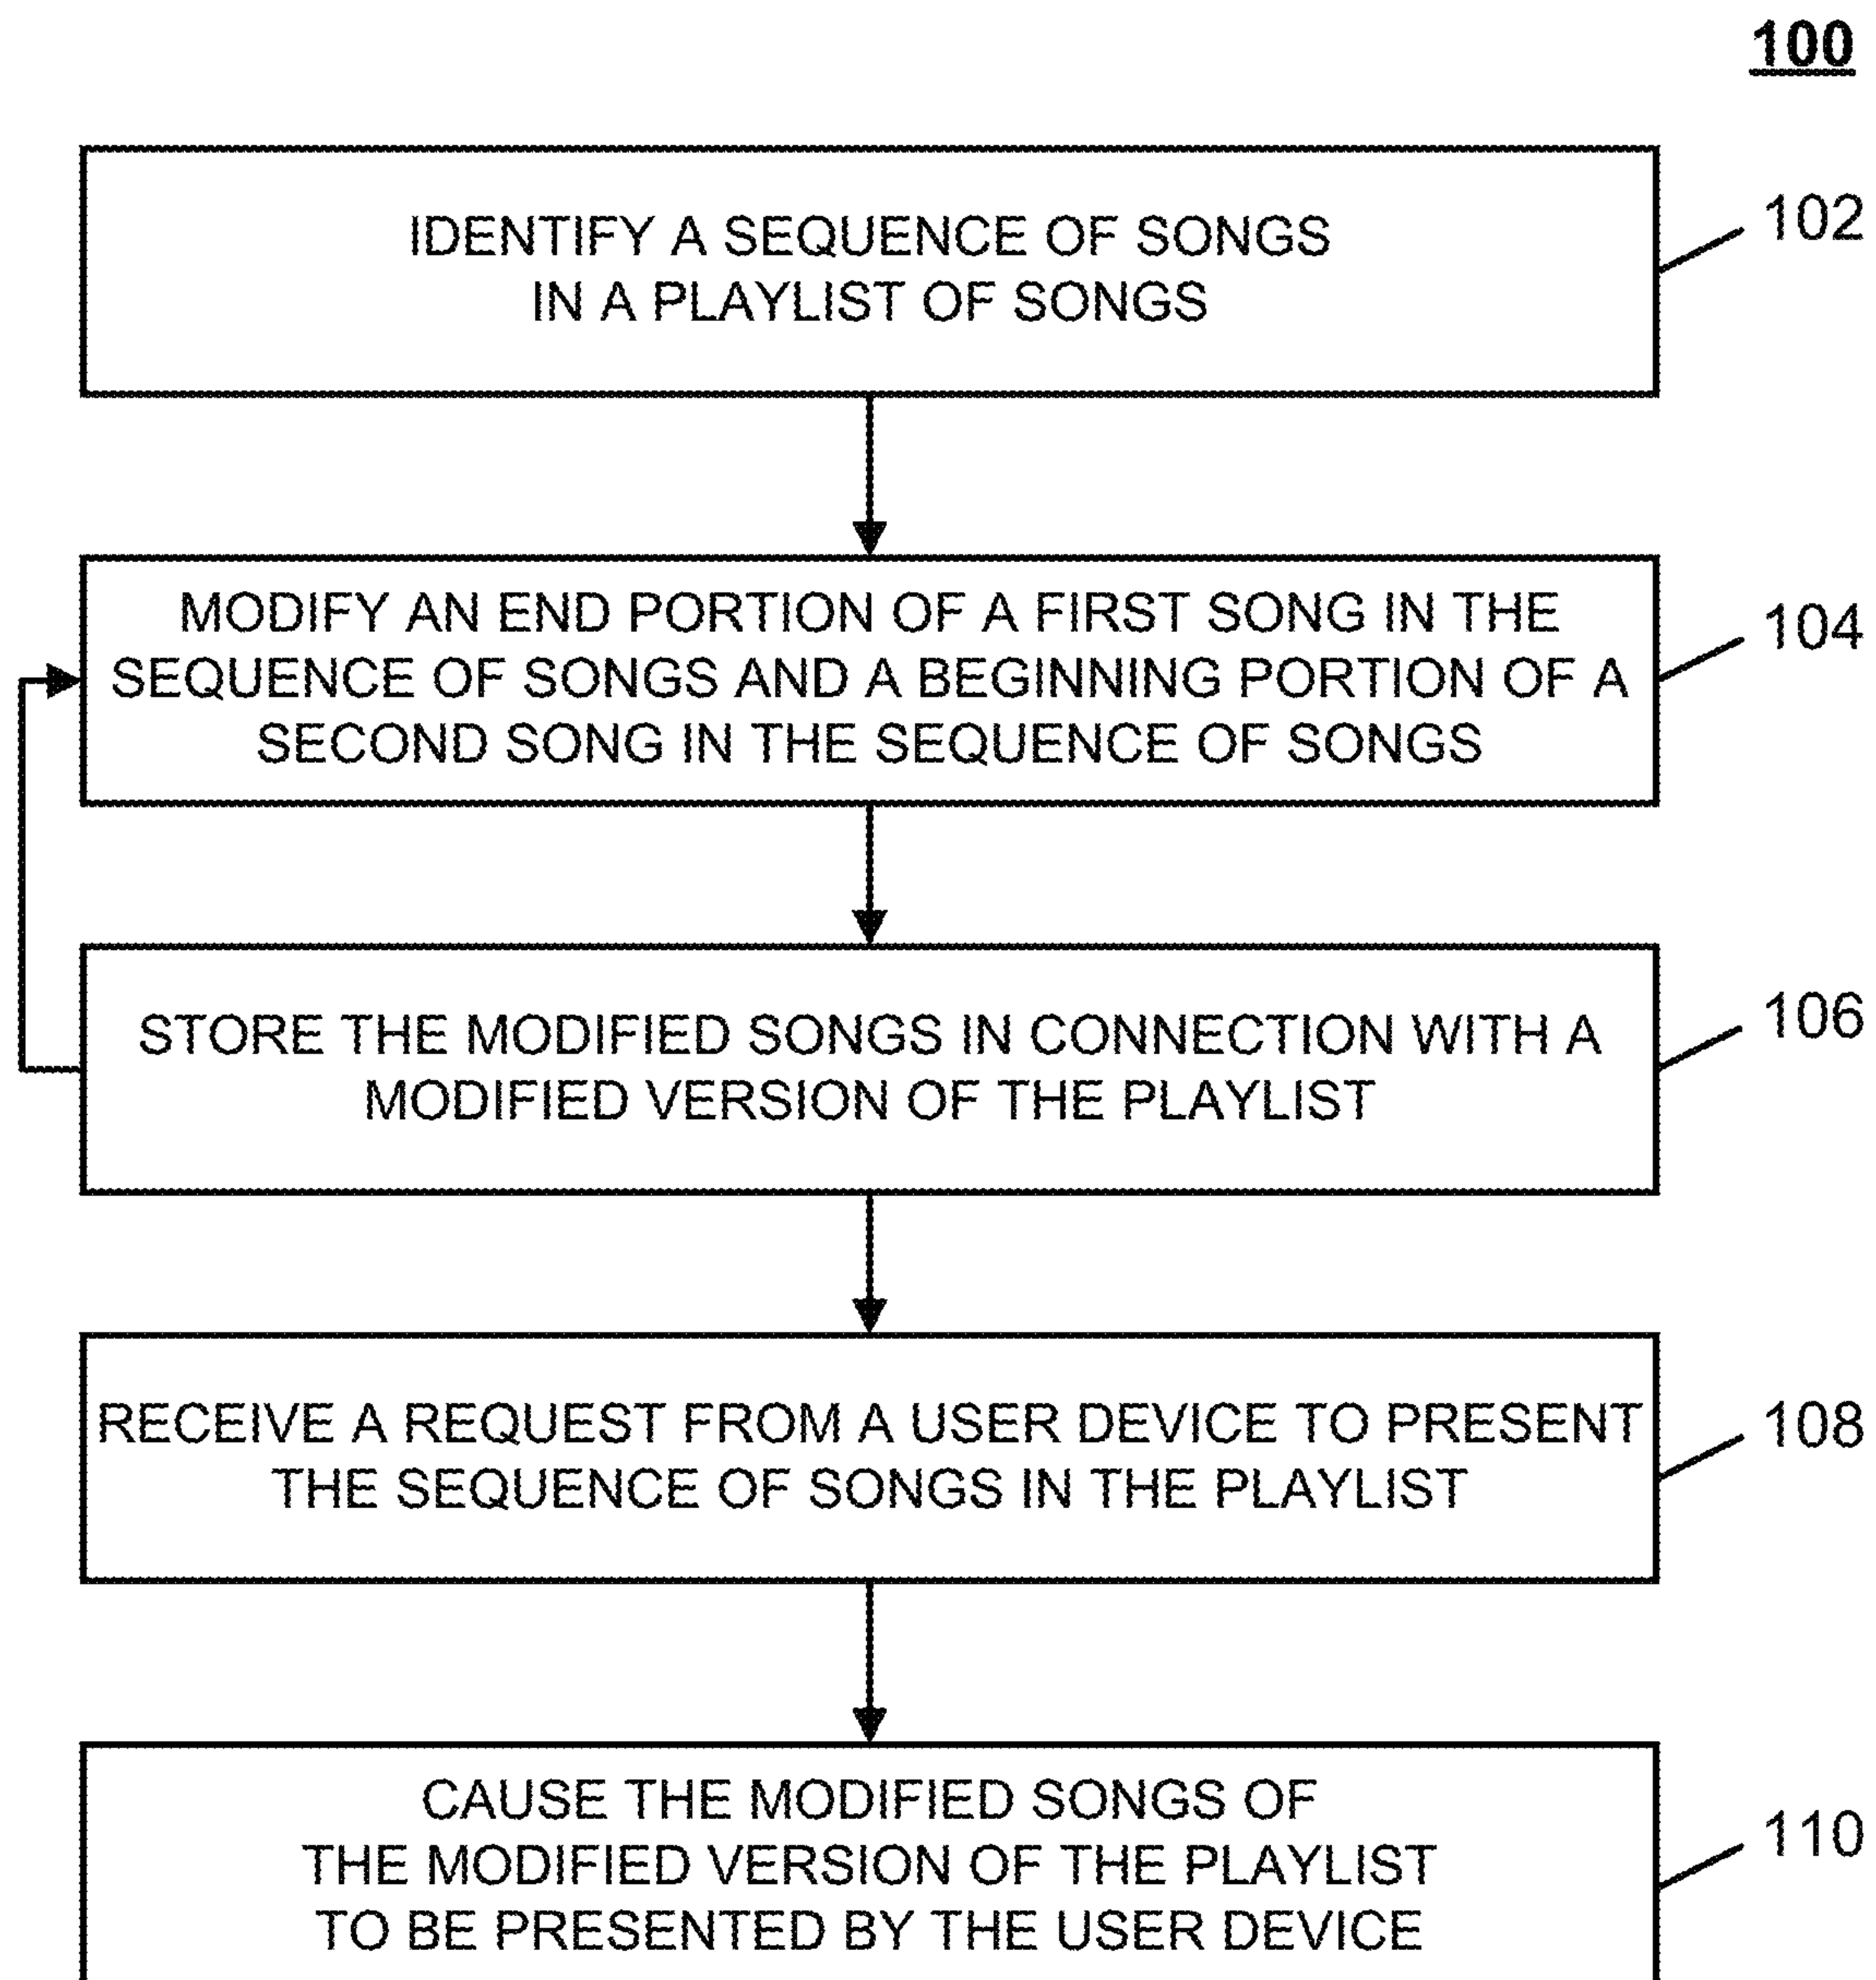 100
IDENTIFY A SEQUENCE OF SONGS
IN A PLAYLIST OF SONGS
102
MODIFY AN END PORTION OF A FIRST SONG IN THE
SEQUENCE OF SONGS AND A BEGINNING PORTION OF A
SECOND SONG IN THE SEQUENCE OF SONGS
104
STORE THE MODIFIED SONGS IN CONNECTION WITH A
MODIFIED VERSION OF THE PLAYLIST
106
RECEIVE A REQUEST FROM A USER DEVICE TO PRESENT
THE SEQUENCE OF SONGS IN THE PLAYLIST
108
CAUSE THE MODIFIED SONGS OF
THE MODIFIED VERSION OF THE PLAYLIST
TO BE PRESENTED BY THE USER DEVICE
110